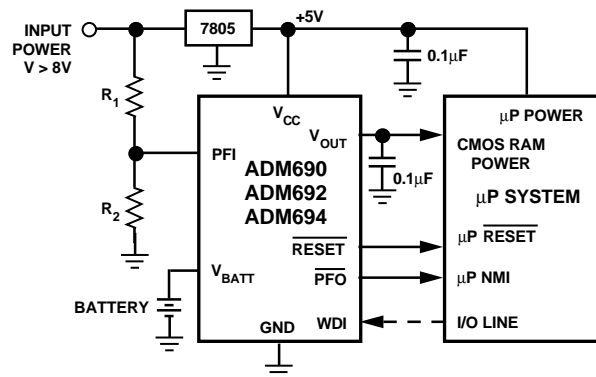 INPUT
POWER
V > 8V
7805
+5V
0.1μF
R1
R2
VCC
PFI
VOUT
ADM690
ADM692
ADM694
0.1μF
RESET
PFO
VBATT
BATTERY
GND
WDI
μP POWER
CMOS RAM
POWER
μP SYSTEM
μP RESET
μP NMI
I/O LINE